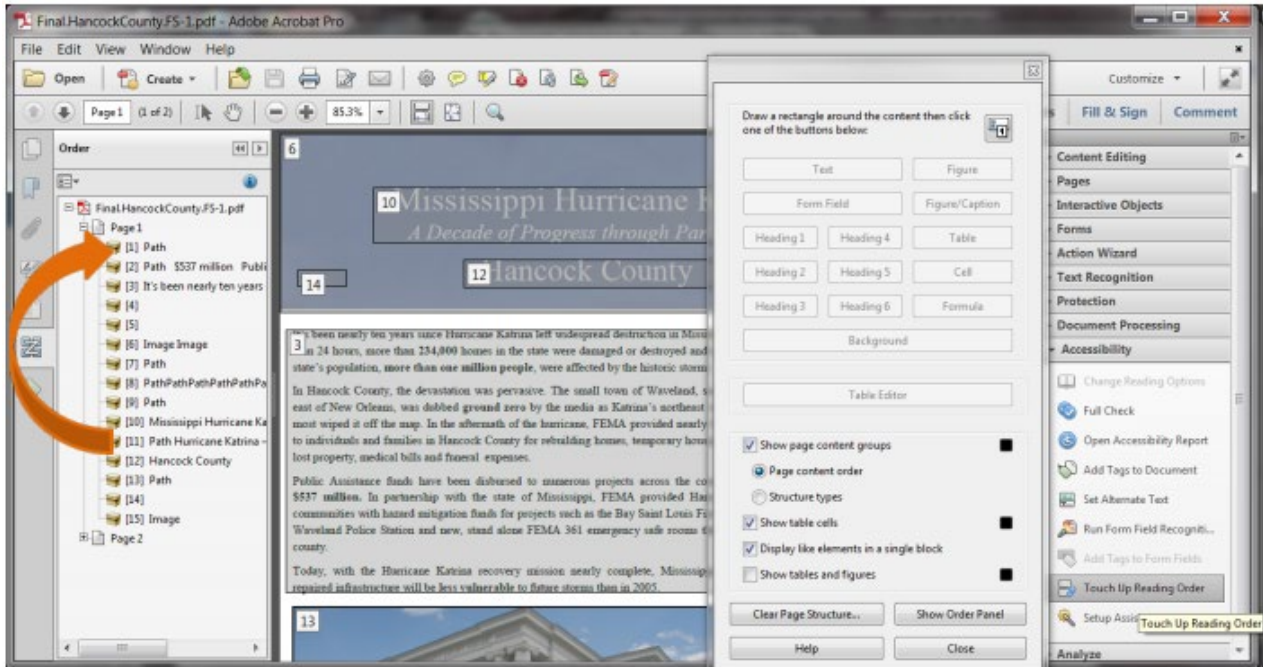 Final.HancockCounty.FS-1.pdf - Adobe Acrobat Pro
File Edit View Window Help
Open Create Customize
Page 1 (1 of 2) 85.3% Fill & Sign Comment
Order
Final.HancockCounty.FS-1.pdf
Page 1
[1] Path
[2] Path $537 million Publi
[3] It's been nearly ten years
[4]
[5]
[6] Image Image
[7] Path
[8] PathPathPathPathPathPa
[9] Path
[10] Mississippi Hurricane Ka
[11] Path Hurricane Katrina –
[12] Hancock County
[13] Path
[14]
[15] Image
Page 2
6
10 Mississippi Hurricane K
A Decade of Progress through Par
12 Hancock County
14
3
been nearly ten years since Hurricane Katrina left widespread destruction in Missi
in 24 hours, more than 234,000 homes in the state were damaged or destroyed and
state's population, more than one million people, were affected by the historic storm
In Hancock County, the devastation was pervasive. The small town of Waveland, s
east of New Orleans, was dubbed ground zero by the media as Katrina's northeast
most wiped it off the map. In the aftermath of the hurricane, FEMA provided nearly
to individuals and families in Hancock County for rebuilding homes, temporary hous
lost property, medical bills and funeral expenses.
Public Assistance funds have been disbursed to numerous projects across the co
$537 million. In partnership with the state of Mississippi, FEMA provided Han
communities with hazard mitigation funds for projects such as the Bay Saint Louis Fi
Waveland Police Station and new, stand alone FEMA 361 emergency safe rooms t
county.
Today, with the Hurricane Katrina recovery mission nearly complete, Mississip
repaired infrastructure will be less vulnerable to future storms than in 2005.
13
Draw a rectangle around the content then click
one of the buttons below:
Text Figure
Form Field Figure/Caption
Heading 1 Heading 4 Table
Heading 2 Heading 5 Cell
Heading 3 Heading 6 Formula
Background
Table Editor
Show page content groups
Page content order
Structure types
Show table cells
Display like elements in a single block
Show tables and figures
Clear Page Structure... Show Order Panel
Help Close
Content Editing
Pages
Interactive Objects
Forms
Action Wizard
Text Recognition
Protection
Document Processing
Accessibility
Change Reading Options
Full Check
Open Accessibility Report
Add Tags to Document
Set Alternate Text
Run Form Field Recogniti...
Add Tags to Form Fields
Touch Up Reading Order
Setup Assis
Touch Up Reading Order
Analyze